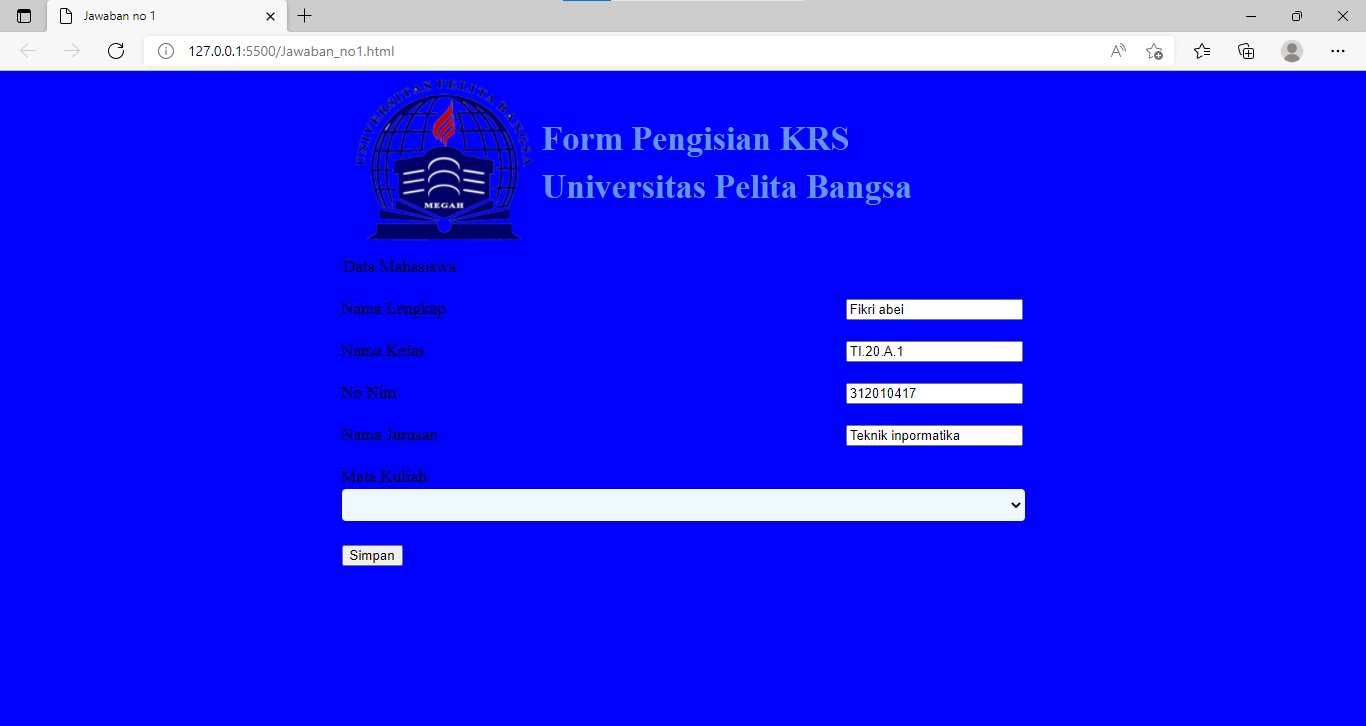 Jawaban no 1
127.0.0.1:5500/Jawaban_no1.html
UNIVERSITAS PELITA BANGSA
MEGAH
Form Pengisian KRS
Universitas Pelita Bangsa
Data Mahasiswa
Nama Lengkap Fikri abei
Nama Kelas TI.20.A.1
No Nim 312010417
Nama Jurusan Teknik inpormatika
Mata Kuliah
Simpan